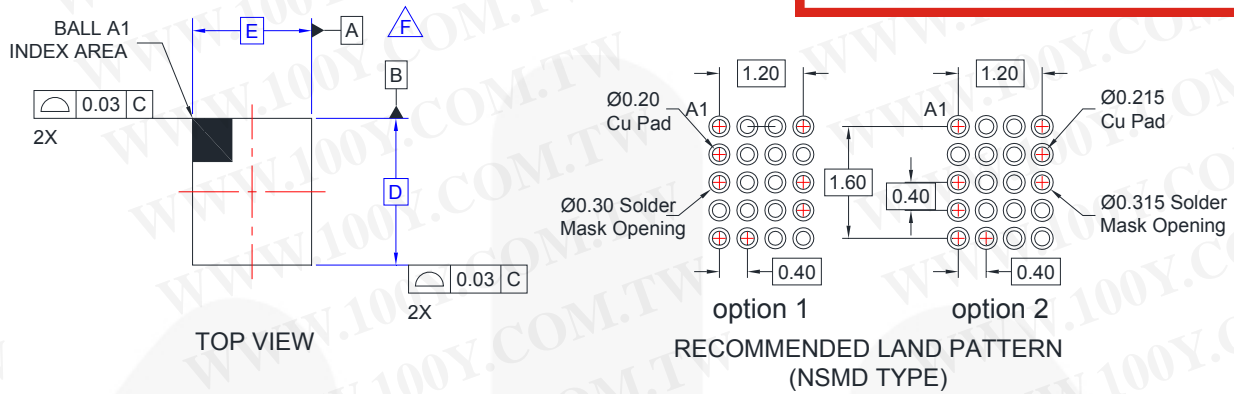 BALL A1
INDEX AREA
E
A
F
B
0.03 C
2X
D
0.03 C
2X
TOP VIEW
1.20
Ø0.20
Cu Pad
A1
Ø0.30 Solder
Mask Opening
0.40
option 1
1.20
A1
Ø0.215
Cu Pad
1.60
0.40
Ø0.315 Solder
Mask Opening
0.40
option 2
RECOMMENDED LAND PATTERN
(NSMD TYPE)
WWW.100Y.COM.TW